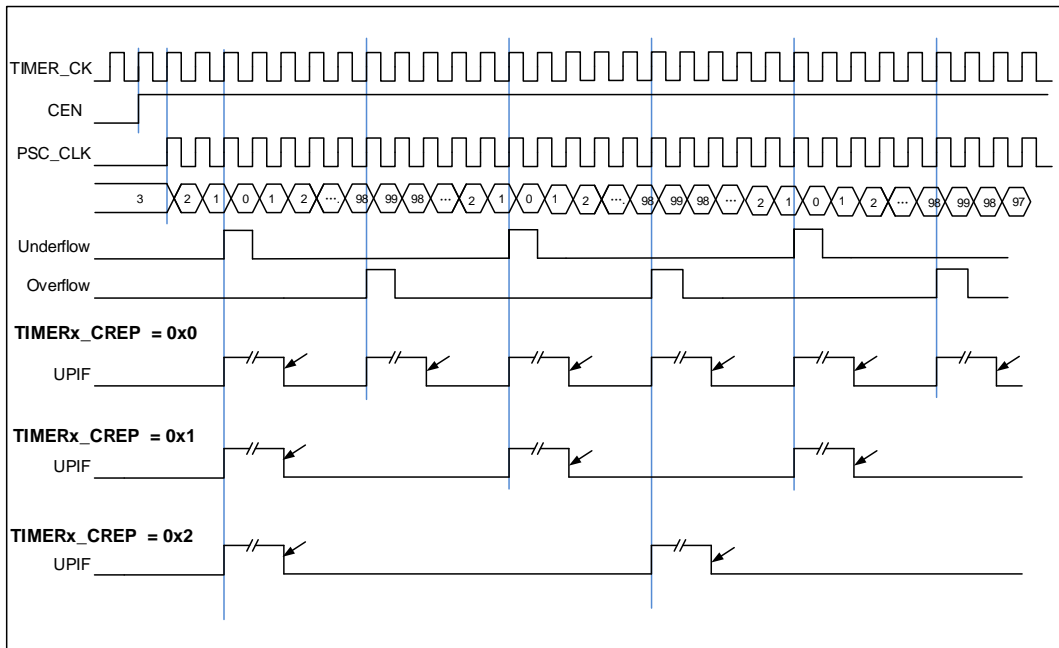 TIMER_CK
CEN
PSC_CLK
3 2 1 0 1 2 .... 98 99 98 ... 2 1 0 1 2 .... 98 99 98 ... 2 1 0 1 2 ... 98 99 98 97
Underflow
Overflow
TIMERx_CREP = 0x0
UPIF
TIMERx_CREP = 0x1
UPIF
TIMERx_CREP = 0x2
UPIF